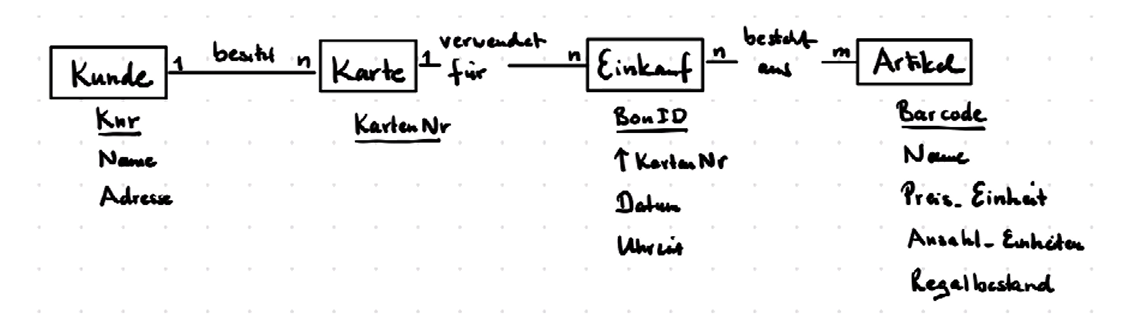 Kunde 1 besitzt n Karte 1 verwendet für n Einkauf n besteht aus m Artikel
Knr
Name
Adresse
KartenNr
BonID
↑ KartenNr
Datum
Uhrzeit
Barcode
Name
Preis_Einheit
Anzahl_Einheiten
Regalbestand